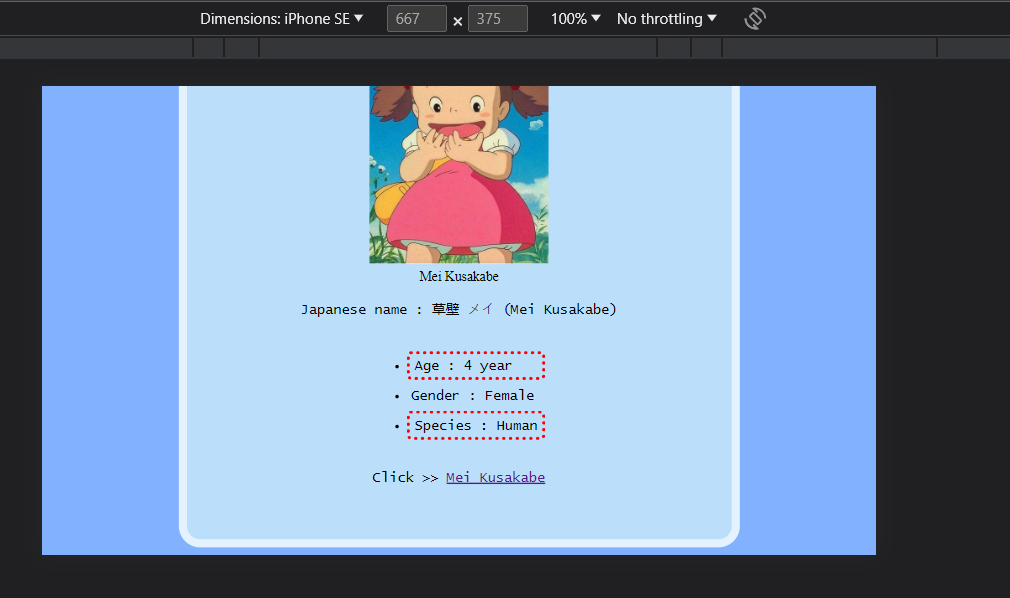 Dimensions: iPhone SE ▼ 667 × 375 100% ▼ No throttling ▼
Mei Kusakabe
Japanese name : 草壁 メイ (Mei Kusakabe)
• Age : 4 year
• Gender : Female
• Species : Human
Click >> Mei Kusakabe